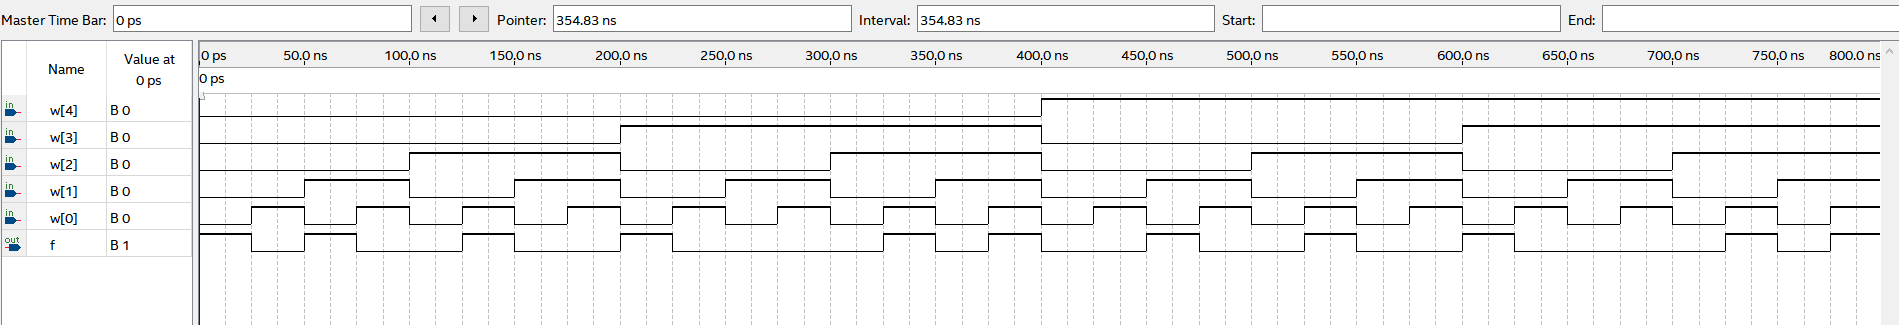 Master Time Bar: 0 ps Pointer: 354.83 ns Interval: 354.83 ns Start: End:
Name Value at 0 ps
0 ps 50.0 ns 100.0 ns 150.0 ns 200.0 ns 250.0 ns 300.0 ns 350.0 ns 400.0 ns 450.0 ns 500.0 ns 550.0 ns 600.0 ns 650.0 ns 700.0 ns 750.0 ns 800.0 ns
0 ps
in w[4] B 0
in w[3] B 0
in w[2] B 0
in w[1] B 0
in w[0] B 0
out f B 1